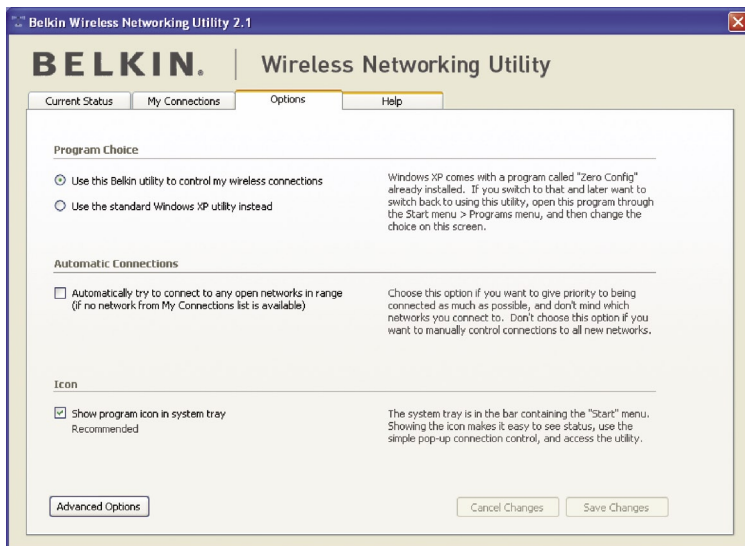 Belkin Wireless Networking Utility 2.1
BELKIN. Wireless Networking Utility
Current Status My Connections Options Help
Program Choice
Use this Belkin utility to control my wireless connections
Use the standard Windows XP utility instead
Windows XP comes with a program called "Zero Config"
already installed. If you switch to that and later want to
switch back to using this utility, open this program through
the Start menu > Programs menu, and then change the
choice on this screen.
Automatic Connections
Automatically try to connect to any open networks in range
(if no network from My Connections list is available)
Choose this option if you want to give priority to being
connected as much as possible, and don't mind which
networks you connect to. Don't choose this option if you
want to manually control connections to all new networks.
Icon
Show program icon in system tray
Recommended
The system tray is in the bar containing the "Start" menu.
Showing the icon makes it easy to see status, use the
simple pop-up connection control, and access the utility.
Advanced Options
Cancel Changes
Save Changes